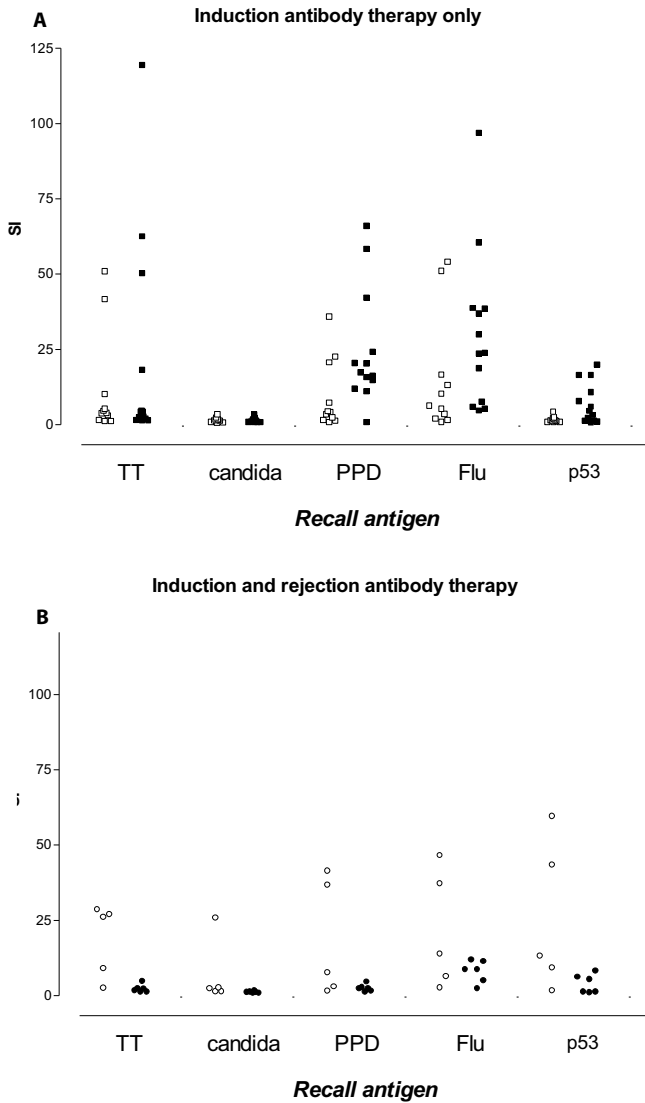 A
Induction antibody therapy only
125
100
75
50
25
0
SI
TT candida PPD Flu p53
Recall antigen
Induction and rejection antibody therapy
B
100
75
50
25
0
TT candida PPD Flu p53
Recall antigen